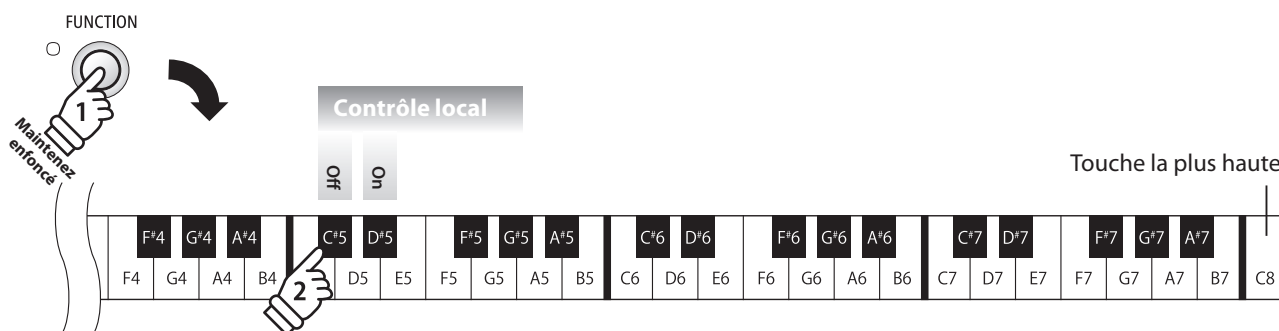 FUNCTION
1
Maintenez
enfoncé
Contrôle local
Off On
Touche la plus haute
F#4 G#4 A#4 C#5 D#5 F#5 G#5 A#5 C#6 D#6 F#6 G#6 A#6 C#7 D#7 F#7 G#7 A#7
F4 G4 A4 B4 D5 E5 F5 G5 A5 B5 C6 D6 E6 F6 G6 A6 B6 C7 D7 E7 F7 G7 A7 B7 C8
2